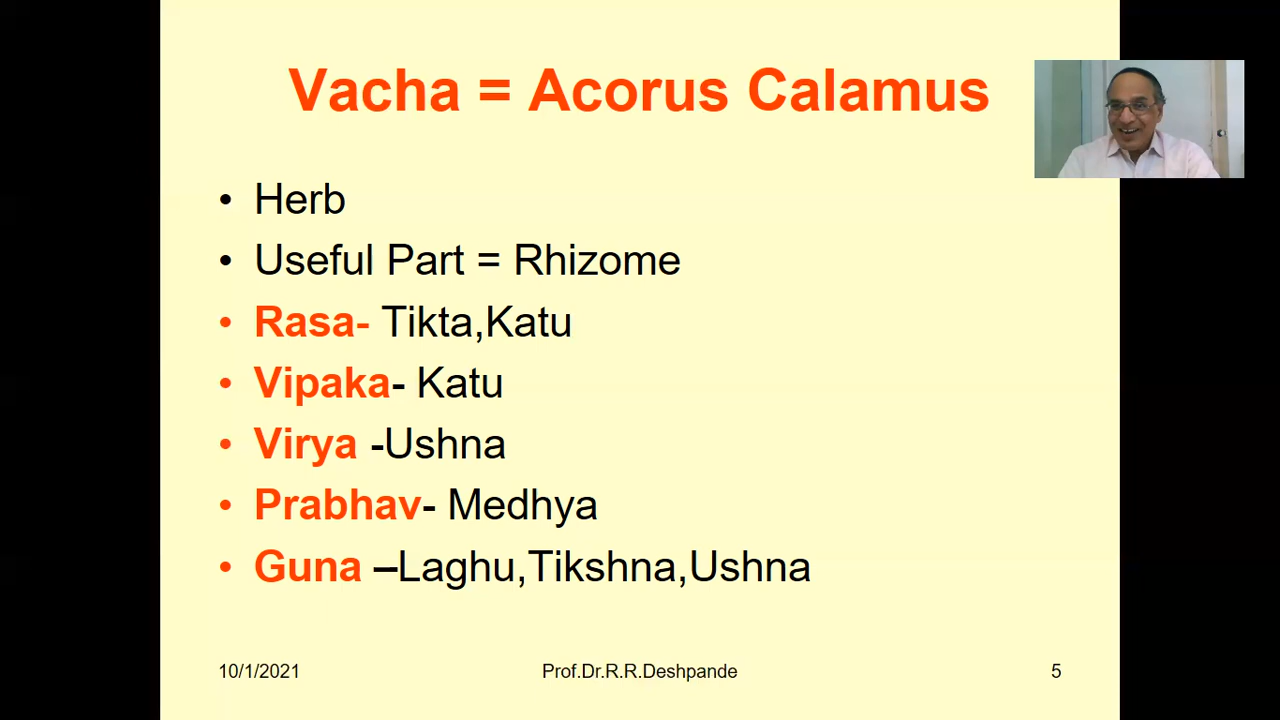 Vacha = Acorus Calamus
• Herb
• Useful Part = Rhizome
• Rasa- Tikta,Katu
• Vipaka- Katu
• Virya -Ushna
• Prabhav- Medhya
• Guna –Laghu,Tikshna,Ushna
10/1/2021 Prof.Dr.R.R.Deshpande 5